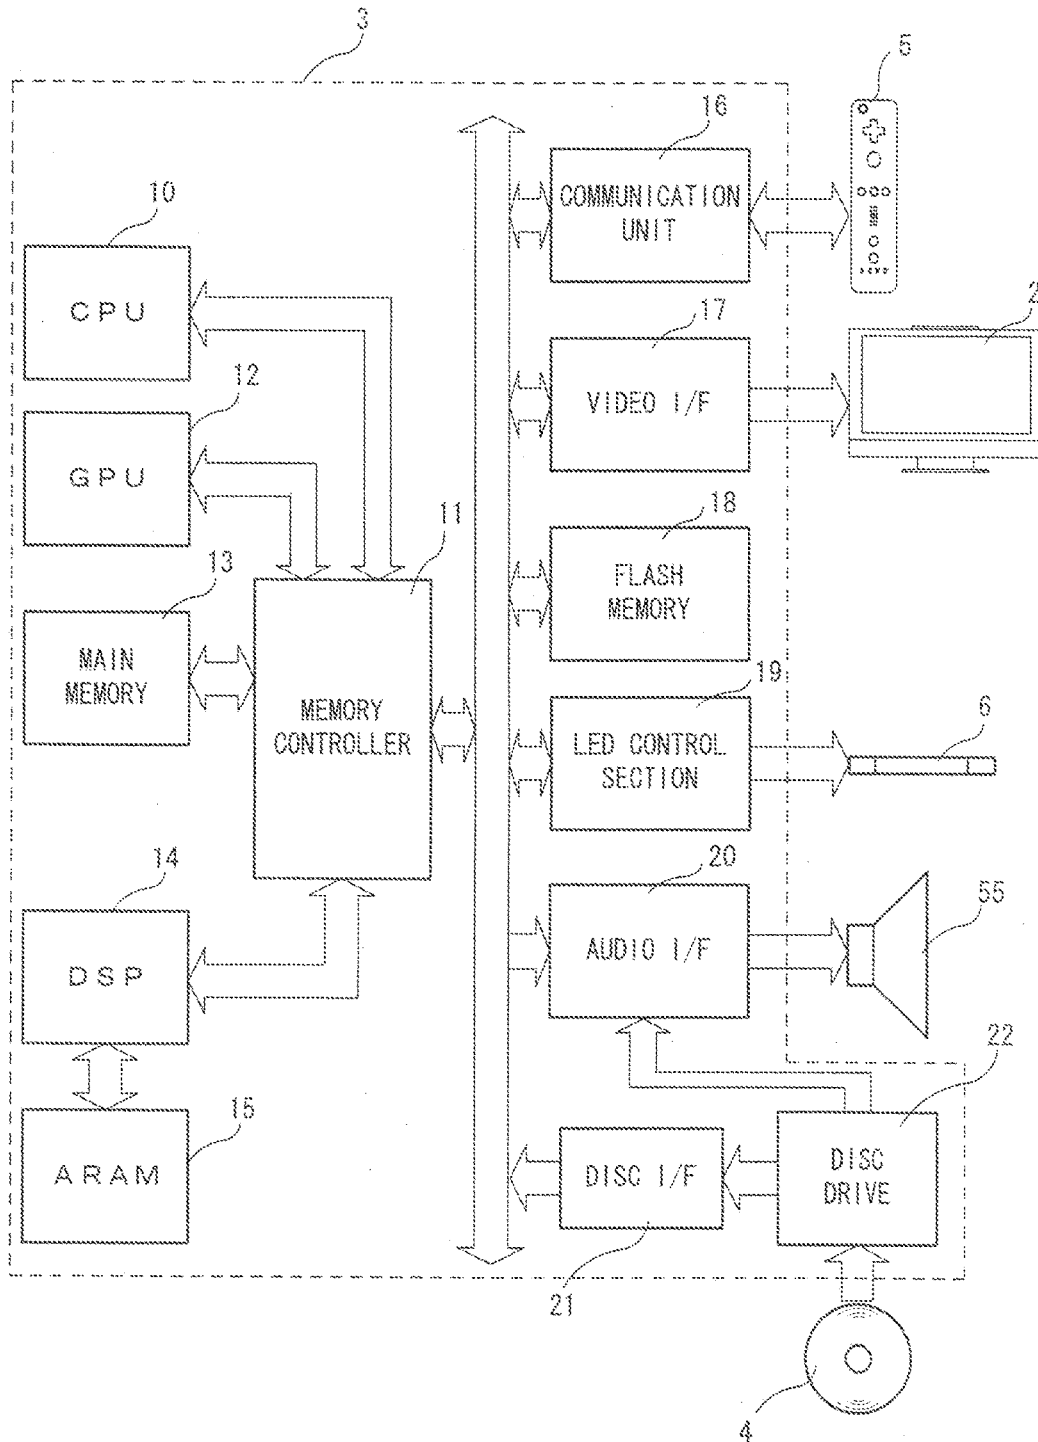 3
5
16
COMMUNICATION
UNIT
10
CPU
2
17
VIDEO I/F
12
GPU
18
FLASH
MEMORY
11
MEMORY
CONTROLLER
13
MAIN
MEMORY
19
LED CONTROL
SECTION
6
14
DSP
20
AUDIO I/F
55
15
ARAM
22
DISC
DRIVE
DISC I/F
21
4